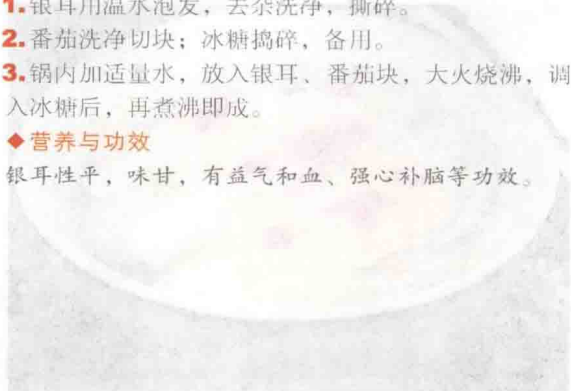 1.银耳用温水泡发，去杂洗净，撕碎。
2.番茄洗净切块；冰糖捣碎，备用。
3.锅内加适量水，放入银耳、番茄块，大火烧沸，调
入冰糖后，再煮沸即成。
◆营养与功效
银耳性平，味甘，有益气和血、强心补脑等功效。